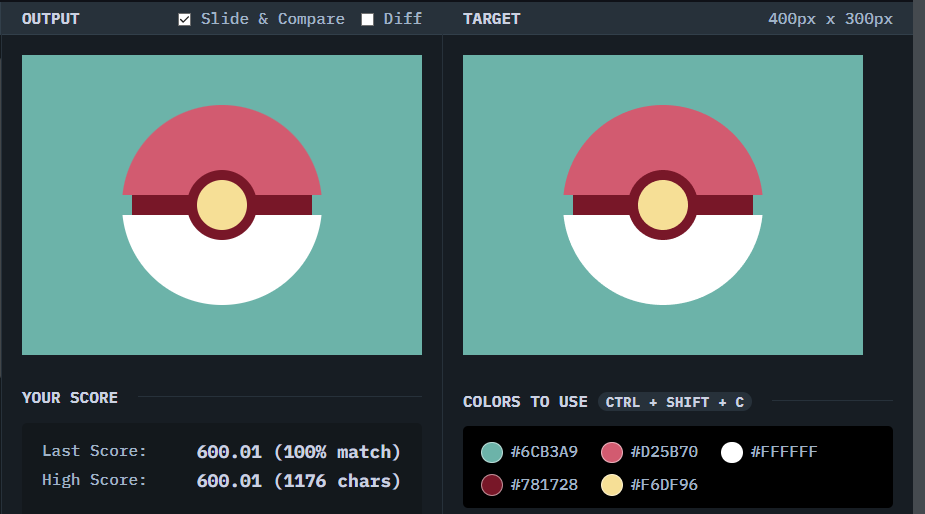 OUTPUT Slide & Compare Diff TARGET 400px x 300px
YOUR SCORE
COLORS TO USE CTRL + SHIFT + C
Last Score: 600.01 (100% match)
High Score: 600.01 (1176 chars)
#6CB3A9 #D25B70 #FFFFFF
#781728 #F6DF96